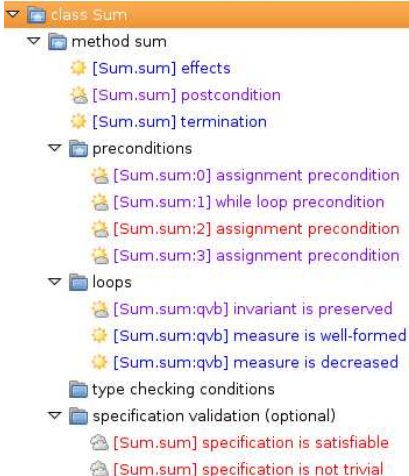 class Sum
method sum
[Sum.sum] effects
[Sum.sum] postcondition
[Sum.sum] termination
preconditions
[Sum.sum:0] assignment precondition
[Sum.sum:1] while loop precondition
[Sum.sum:2] assignment precondition
[Sum.sum:3] assignment precondition
loops
[Sum.sum:qvb] invariant is preserved
[Sum.sum:qvb] measure is well-formed
[Sum.sum:qvb] measure is decreased
type checking conditions
specification validation (optional)
[Sum.sum] specification is satisfiable
[Sum.sum] specification is not trivial